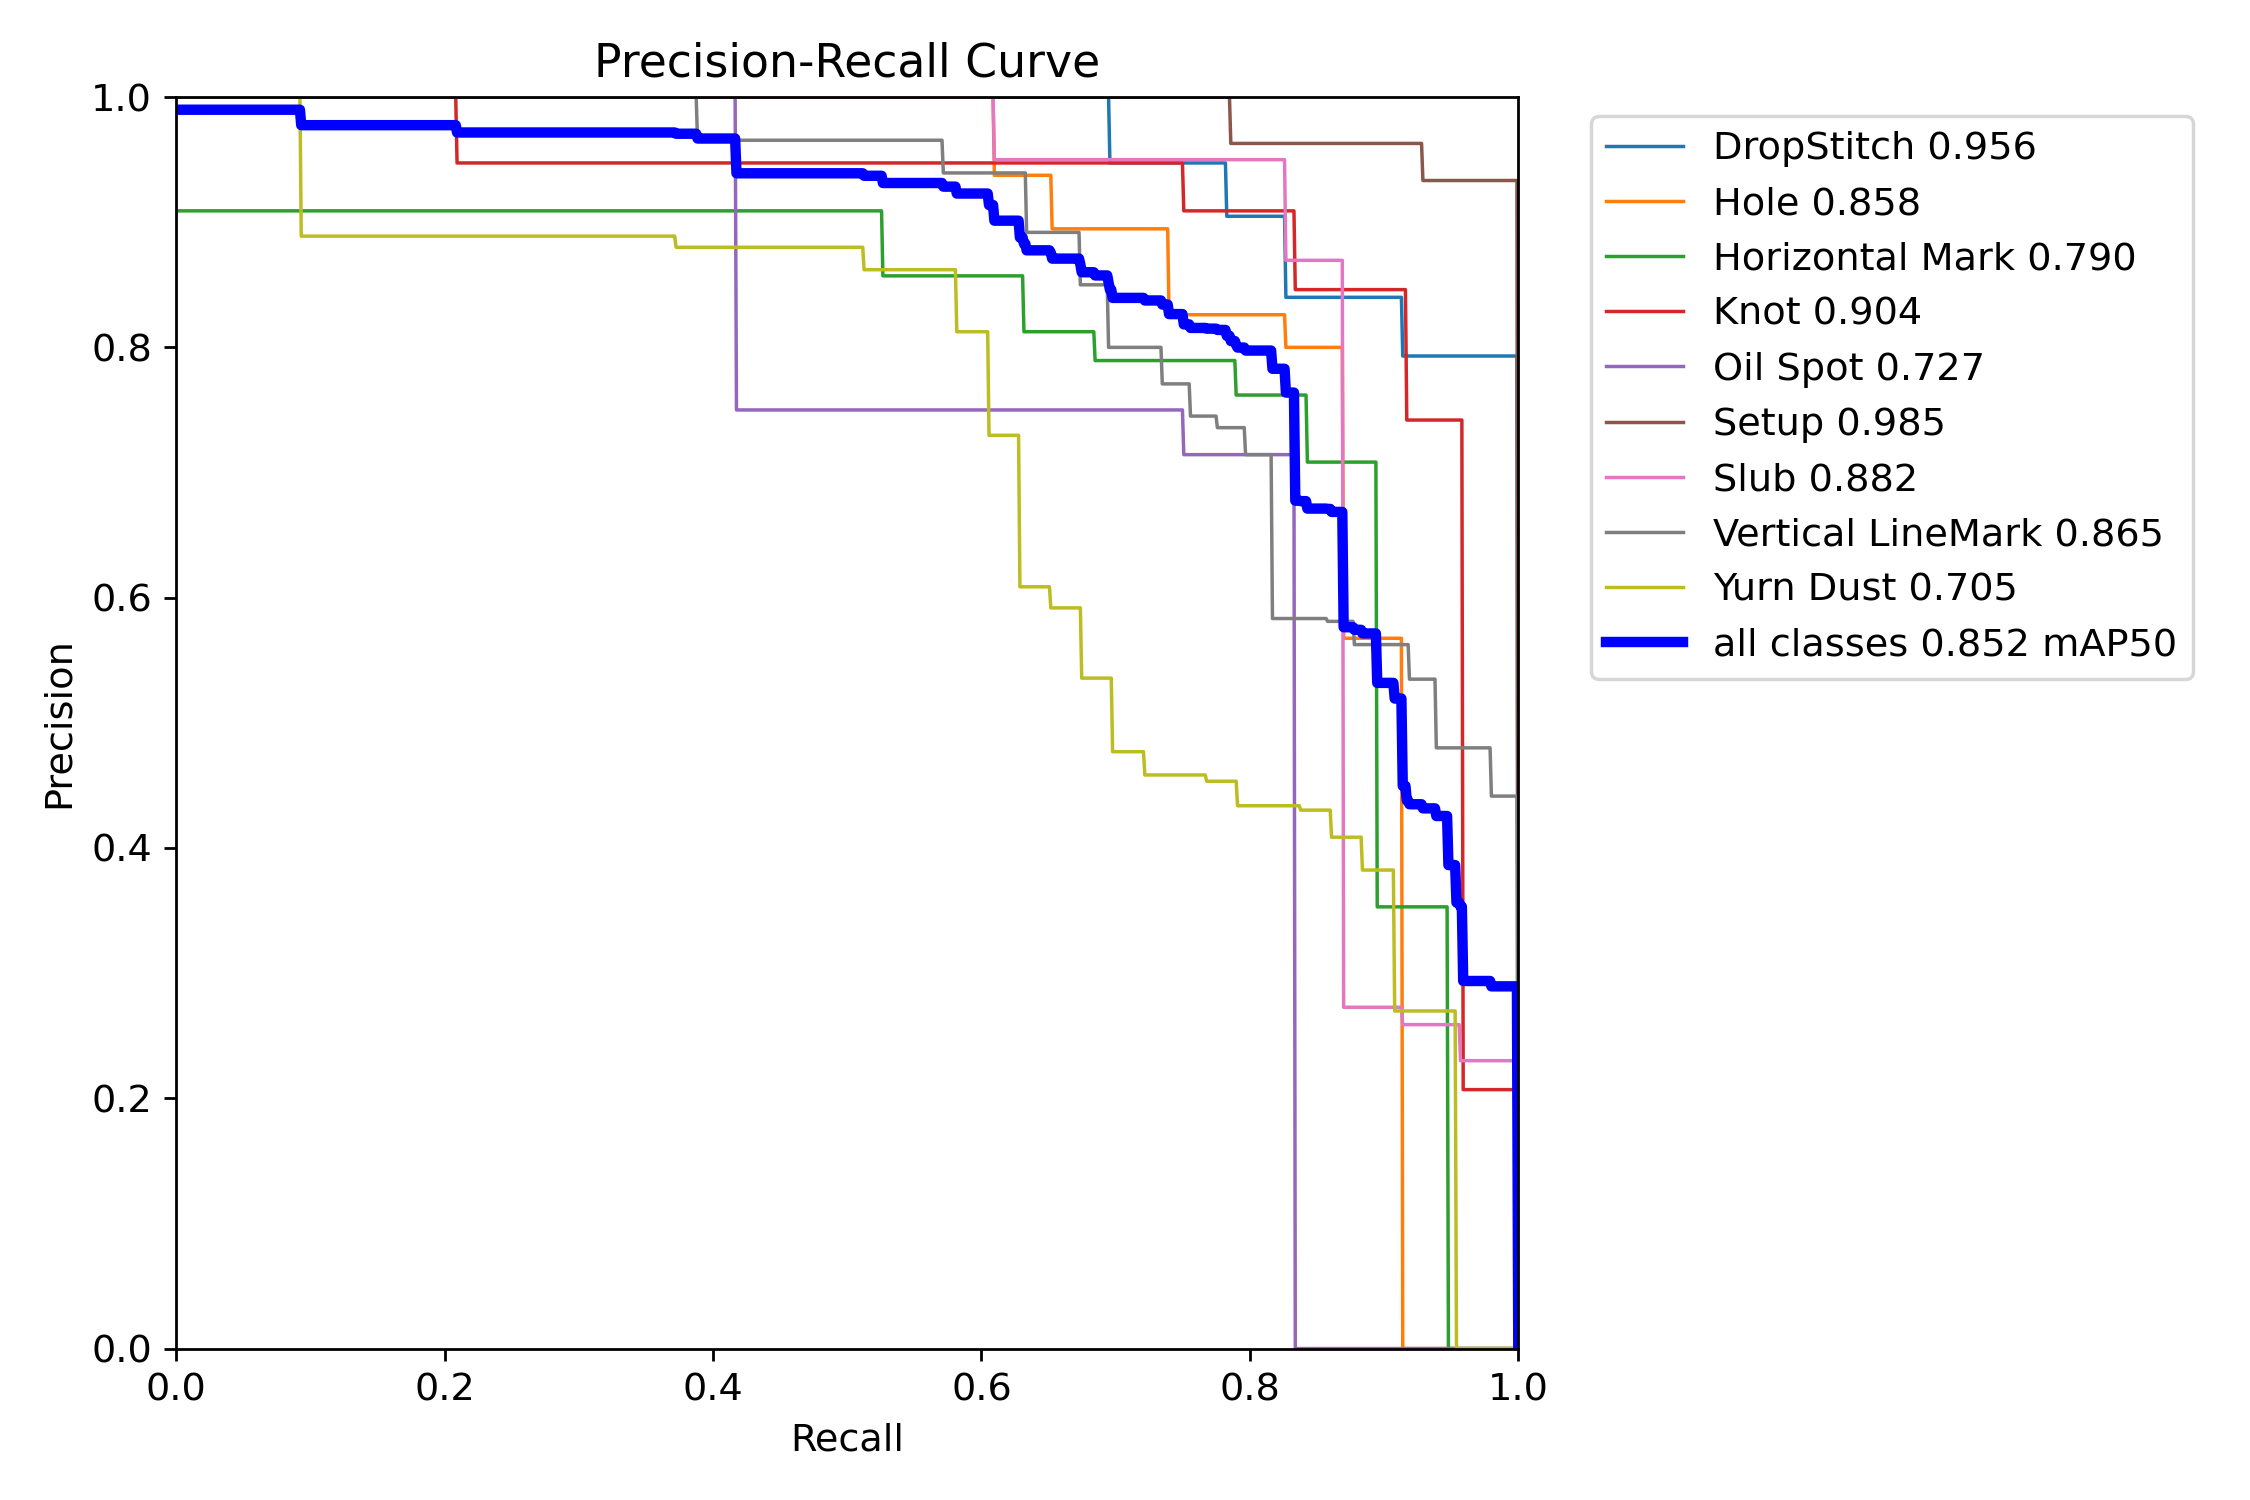 Precision-Recall Curve
1.0
0.8
0.6
0.4
0.2
0.0
Precision
0.0 0.2 0.4 0.6 0.8 1.0
Recall
DropStitch 0.956
Hole 0.858
Horizontal Mark 0.790
Knot 0.904
Oil Spot 0.727
Setup 0.985
Slub 0.882
Vertical LineMark 0.865
Yurn Dust 0.705
all classes 0.852 mAP50